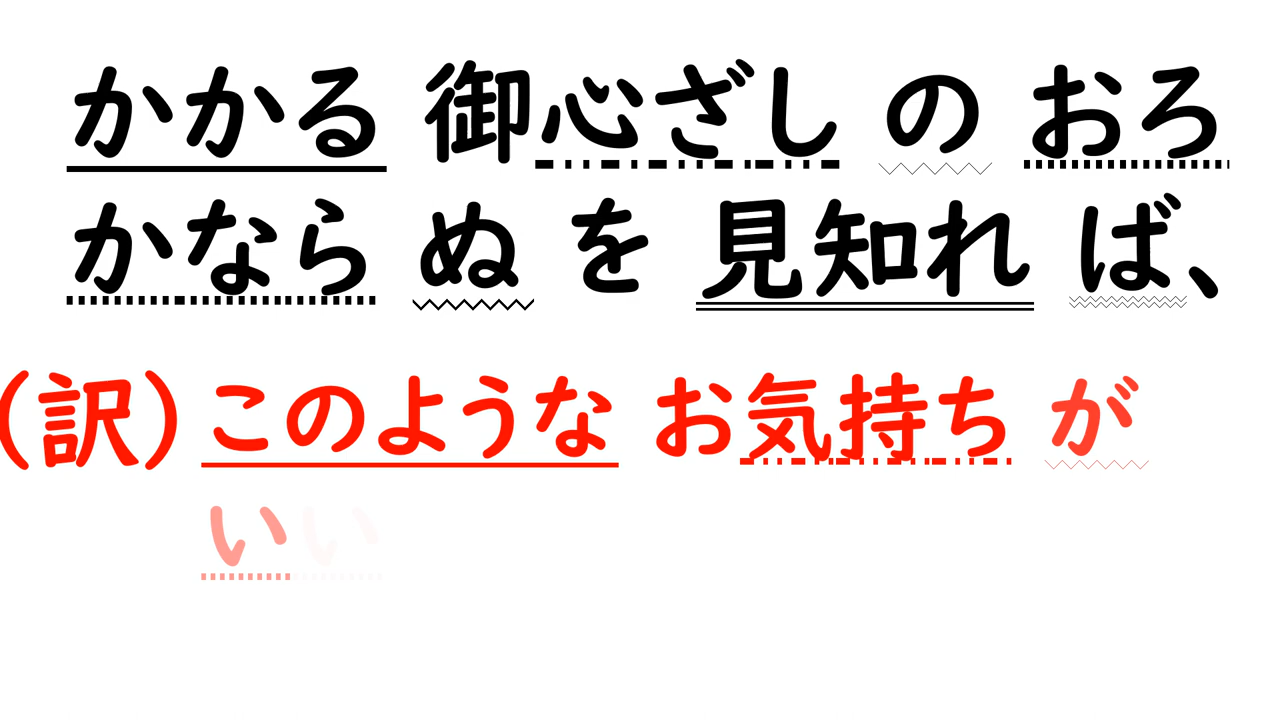 かかる 御心ざし の おろ
かなら ぬ を 見知れ ば、
(訳) このような お気持ち が
いい